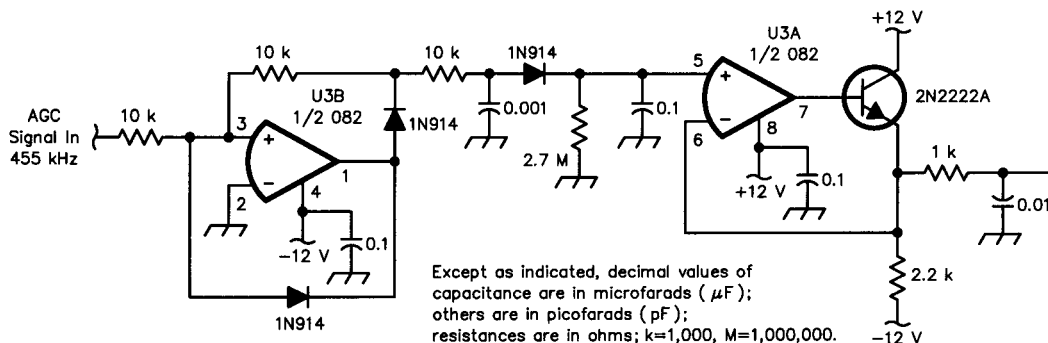 +12 V
U3A
1/2 082
10 k
10 k
1N914
5
+
7
2N2222A
U3B
1/2 082
0.001
0.1
−
6
8
AGC
Signal In
455 kHz
10 k
3
+
1N914
1
2.7 M
+12 V
0.1
1 k
0.01
−
2
4
−12 V
0.1
2.2 k
1N914
Except as indicated, decimal values of
capacitance are in microfarads ( µF);
others are in picofarads ( pF);
resistances are in ohms; k=1,000, M=1,000,000.
−12 V